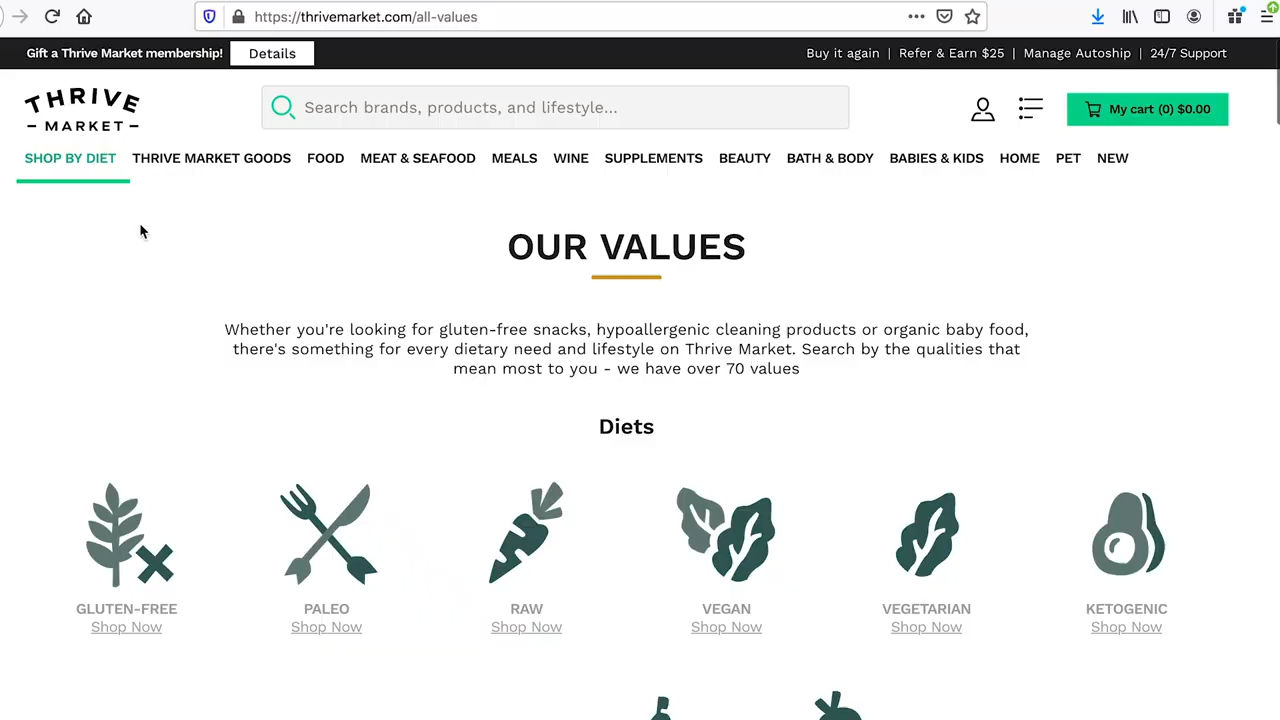 https://thrivemarket.com/all-values
Gift a Thrive Market membership! Details Buy it again | Refer & Earn $25 | Manage Autoship | 24/7 Support
THRIVE
- MARKET -
Search brands, products, and lifestyle...
My cart (0) $0.00
SHOP BY DIET THRIVE MARKET GOODS FOOD MEAT & SEAFOOD MEALS WINE SUPPLEMENTS BEAUTY BATH & BODY BABIES & KIDS HOME PET NEW
OUR VALUES
Whether you're looking for gluten-free snacks, hypoallergenic cleaning products or organic baby food,
there's something for every dietary need and lifestyle on Thrive Market. Search by the qualities that
mean most to you - we have over 70 values
Diets
GLUTEN-FREE PALEO RAW VEGAN VEGETARIAN KETOGENIC
Shop Now Shop Now Shop Now Shop Now Shop Now Shop Now